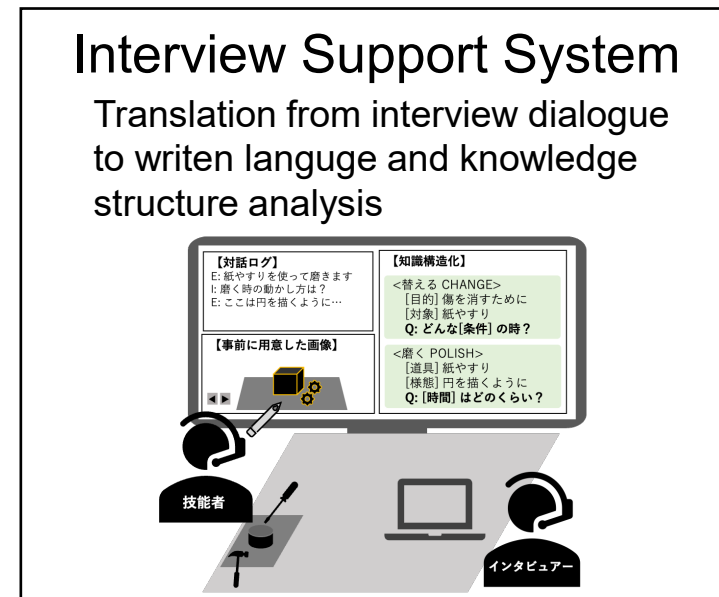 Interview Support System
Translation from interview dialogue
to writen languge and knowledge
structure analysis
【対話ログ】
E: 紙やすりを使って磨きます
I: 磨く時の動かし方は？
E: ここは円を描くように…
【事前に用意した画像】
【知識構造化】
<替える CHANGE>
[目的] 傷を消すために
[対象] 紙やすり
Q: どんな[条件] の時？
<磨く POLISH>
[道具] 紙やすり
[様態] 円を描くように
Q: [時間] はどのくらい？
技能者
インタビュアー